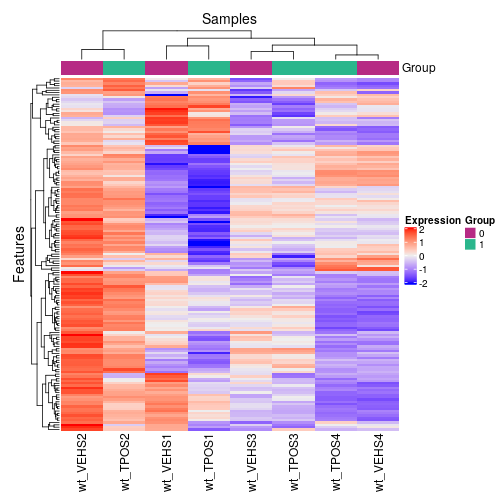 Samples
Group
Features
Expression Group
2
1
0
-1
-2
0
1
wt_VEHS2
wt_TPOS2
wt_VEHS1
wt_TPOS1
wt_VEHS3
wt_TPOS3
wt_TPOS4
wt_VEHS4